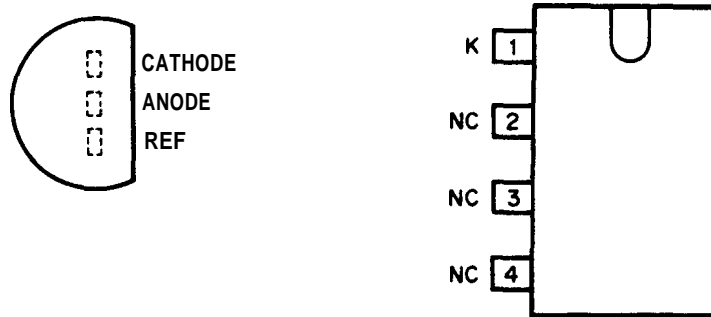 CATHODE
ANODE
REF
K 1
NC 2
NC 3
NC 4